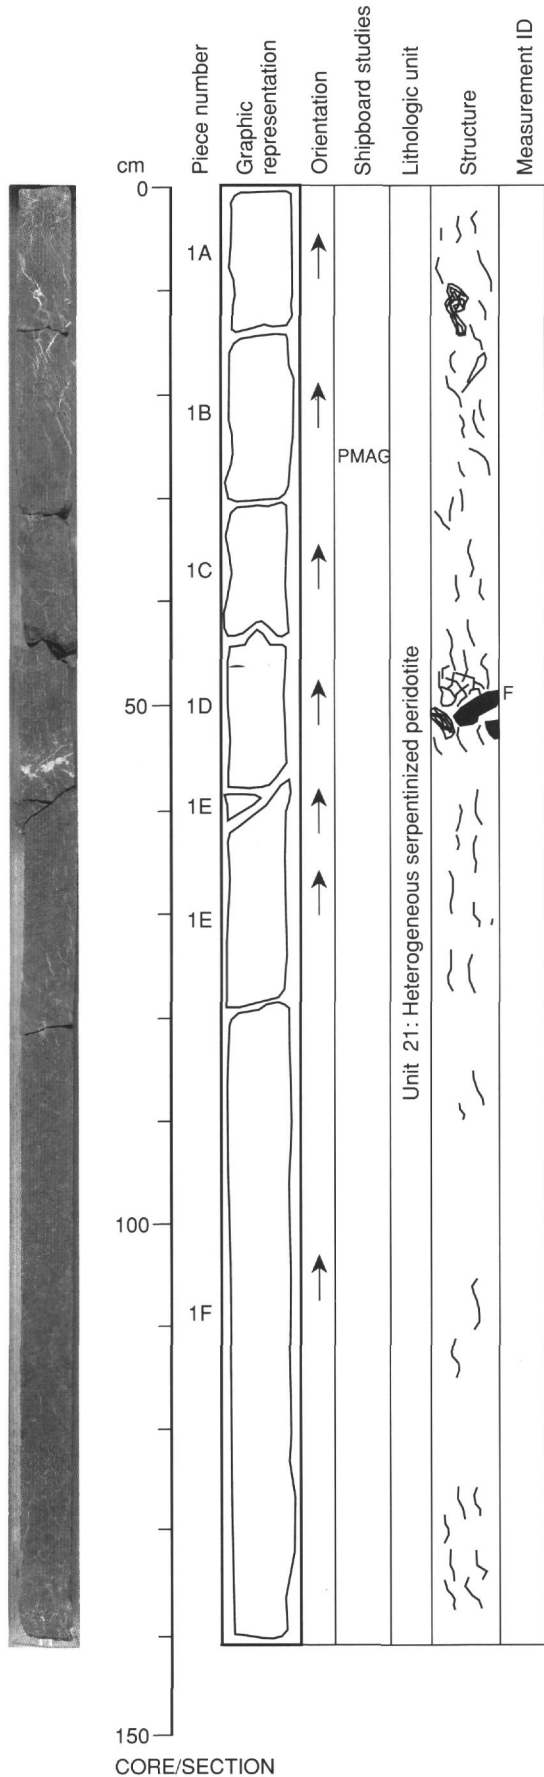 cm
Piece number
Graphic
representation
Orientation
Shipboard studies
Lithologic unit
Structure
Measurement ID
0
1A
1B
PMAG
1C
50
1D
F
1E
1E
Unit 21: Heterogeneous serpentinized peridotite
100
1F
150
CORE/SECTION